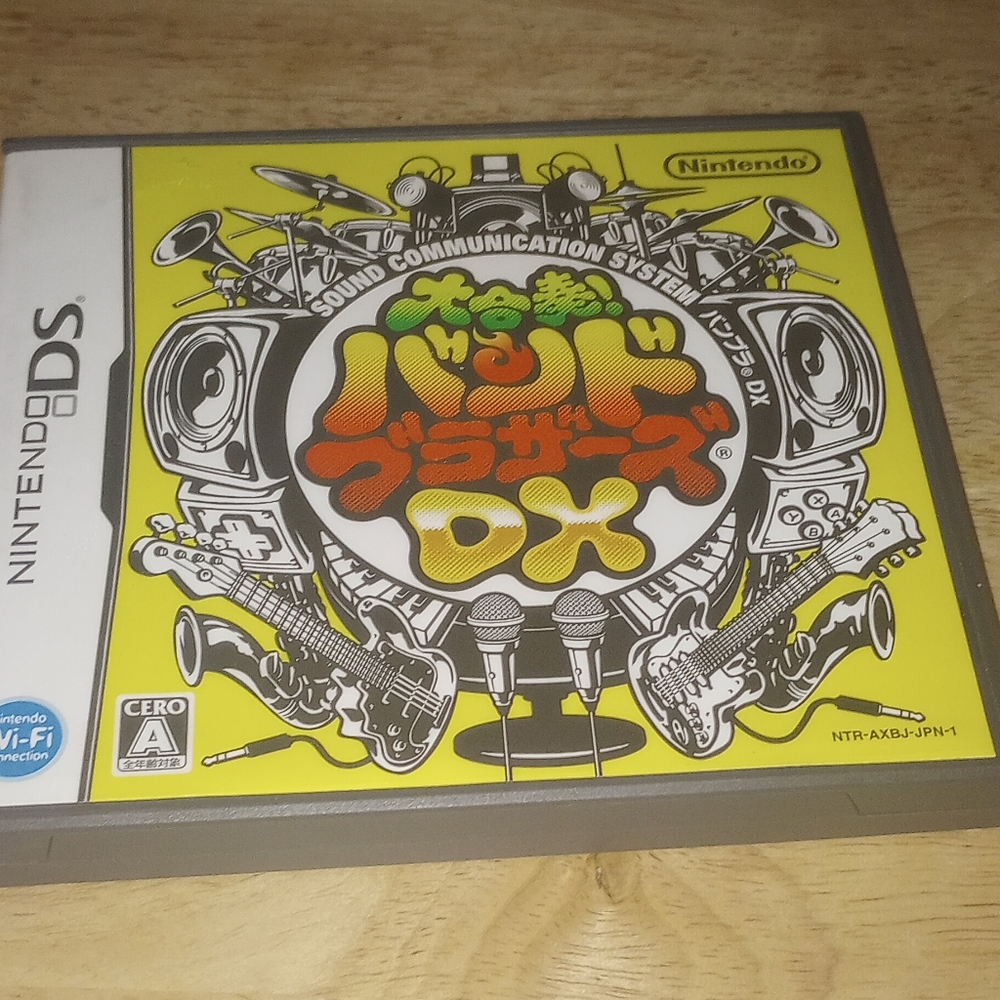 Nintendo®
SOUND COMMUNICATION SYSTEM
大合奏!
バンド
ブラザーズ®
DX
バンブラ® DX
NINTENDO DS®
Y X A B
Nintendo
Wi-Fi
Connection
CERO
A
全年齢対象
NTR-AXBJ-JPN-1